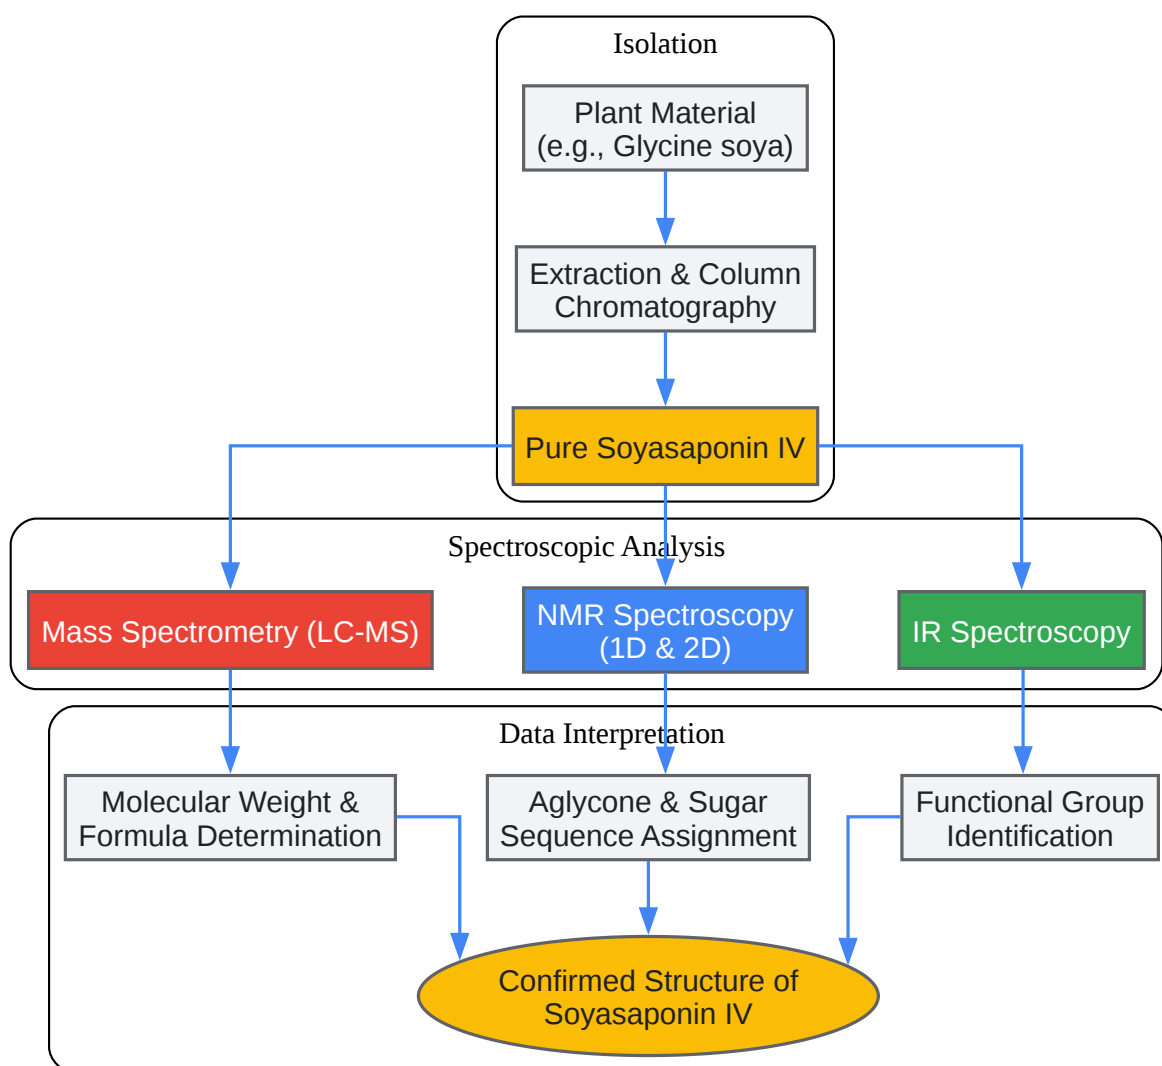 Isolation
Plant Material
(e.g., Glycine soya)
Extraction & Column
Chromatography
Pure Soyasaponin IV
Spectroscopic Analysis
Mass Spectrometry (LC-MS)
NMR Spectroscopy
(1D & 2D)
IR Spectroscopy
Data Interpretation
Molecular Weight &
Formula Determination
Aglycone & Sugar
Sequence Assignment
Functional Group
Identification
Confirmed Structure of
Soyasaponin IV